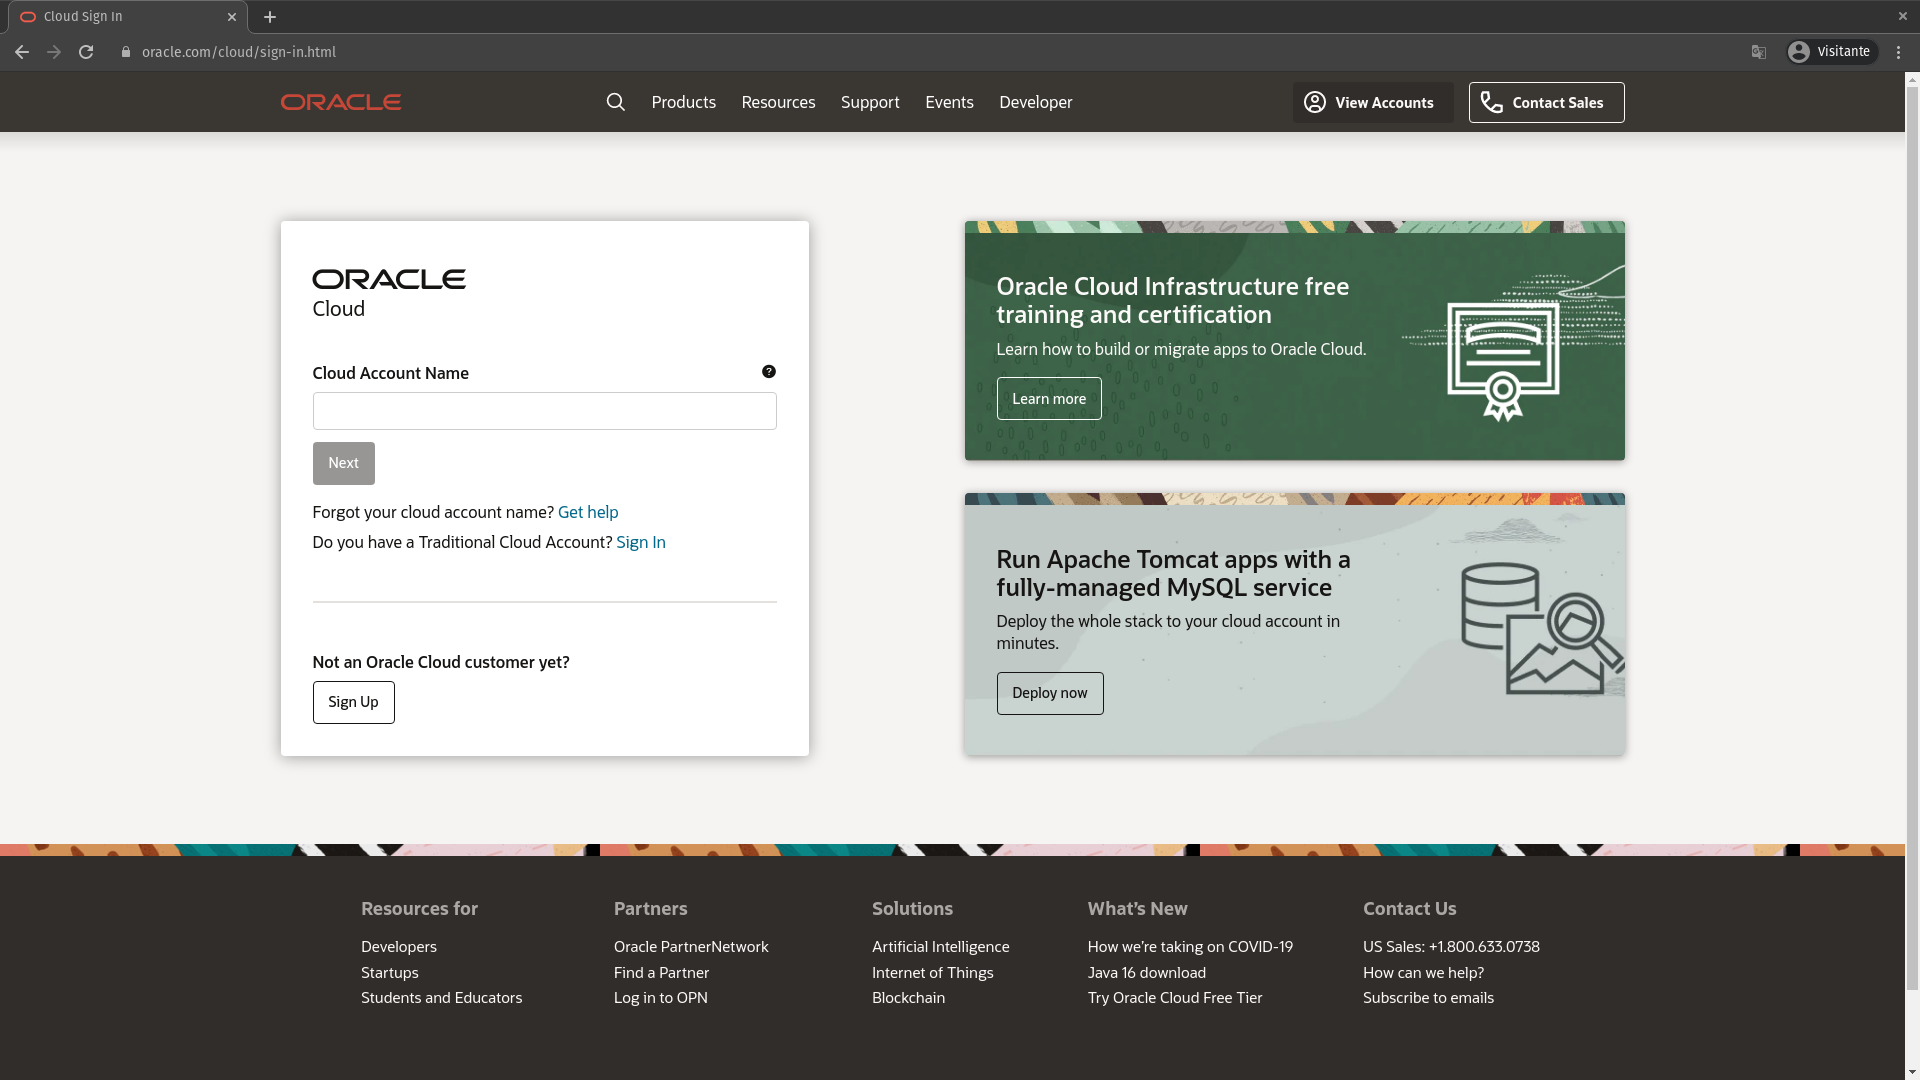 Cloud Sign In
oracle.com/cloud/sign-in.html
Visitante
ORACLE
Products
Resources
Support
Events
Developer
View Accounts
Contact Sales
ORACLE
Cloud
Cloud Account Name
?
Next
Forgot your cloud account name? Get help
Do you have a Traditional Cloud Account? Sign In
Not an Oracle Cloud customer yet?
Sign Up
Oracle Cloud Infrastructure free
training and certification
Learn how to build or migrate apps to Oracle Cloud.
Learn more
Run Apache Tomcat apps with a
fully-managed MySQL service
Deploy the whole stack to your cloud account in
minutes.
Deploy now
Resources for
Developers
Startups
Students and Educators
Partners
Oracle PartnerNetwork
Find a Partner
Log in to OPN
Solutions
Artificial Intelligence
Internet of Things
Blockchain
What's New
How we're taking on COVID-19
Java 16 download
Try Oracle Cloud Free Tier
Contact Us
US Sales: +1.800.633.0738
How can we help?
Subscribe to emails